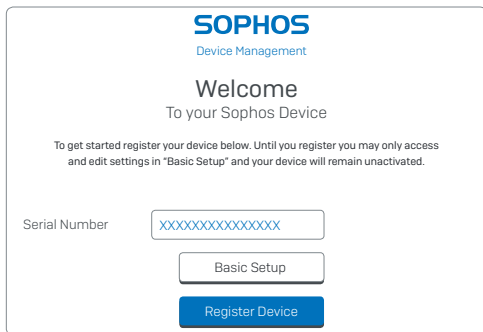 SOPHOS
Device Management
Welcome
To your Sophos Device
To get started register your device below. Until you register you may only access
and edit settings in “Basic Setup” and your device will remain unactivated.
Serial Number XXXXXXXXXXXXXXX
Basic Setup
Register Device